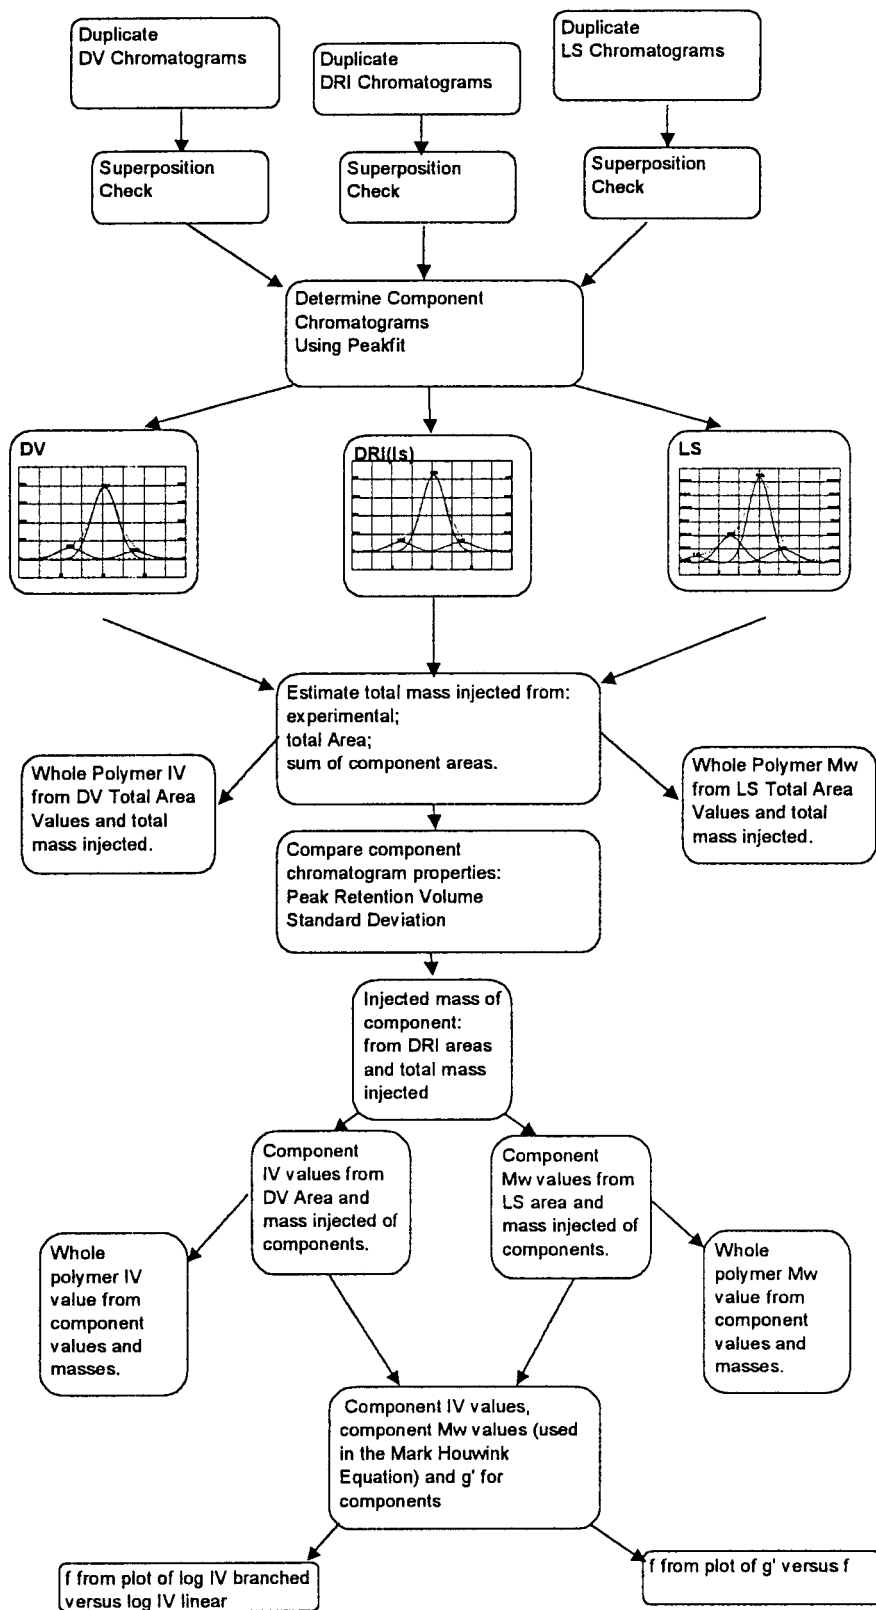 Duplicate
DV Chromatograms
Duplicate
DRI Chromatograms
Duplicate
LS Chromatograms
Superposition
Check
Superposition
Check
Superposition
Check
Determine Component
Chromatograms
Using Peakfit
DV
DRI(ls)
LS
Estimate total mass injected from:
experimental;
total Area;
sum of component areas.
Whole Polymer IV
from DV Total Area
Values and total
mass injected.
Whole Polymer Mw
from LS Total Area
Values and total
mass injected.
Compare component
chromatogram properties:
Peak Retention Volume
Standard Deviation
Injected mass of
component:
from DRI areas
and total mass
injected
Component
IV values from
DV Area and
mass injected of
components.
Component
Mw values from
LS area and
mass injected of
components.
Whole
polymer IV
value from
component
values and
masses.
Whole
polymer Mw
value from
component
values and
masses.
Component IV values,
component Mw values (used
in the Mark Houwink
Equation) and g' for
components
f from plot of log IV branched
versus log IV linear
f from plot of g' versus f